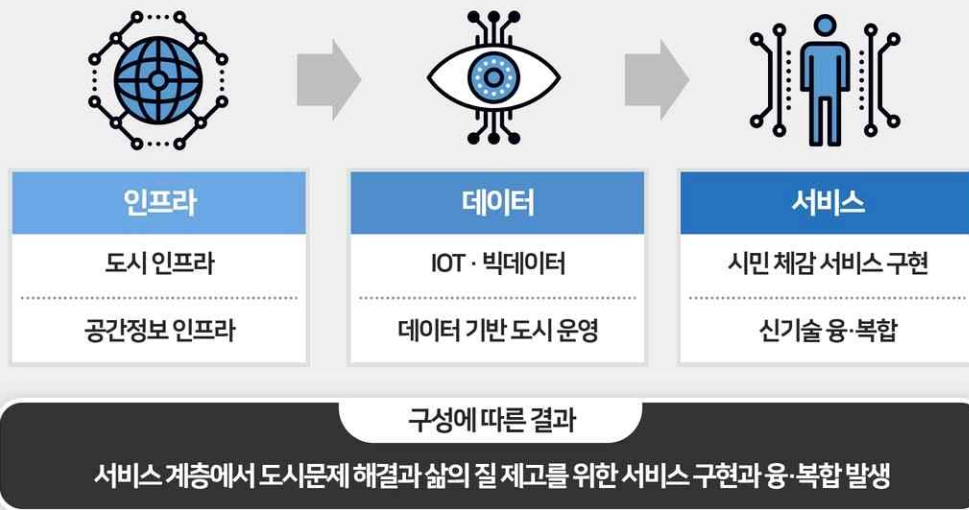 인프라
도시 인프라
공간정보 인프라
데이터
IOT · 빅데이터
데이터 기반 도시 운영
서비스
시민 체감 서비스 구현
신기술 융·복합
구성에 따른 결과
서비스 계층에서 도시문제 해결과 삶의 질 제고를 위한 서비스 구현과 융·복합 발생